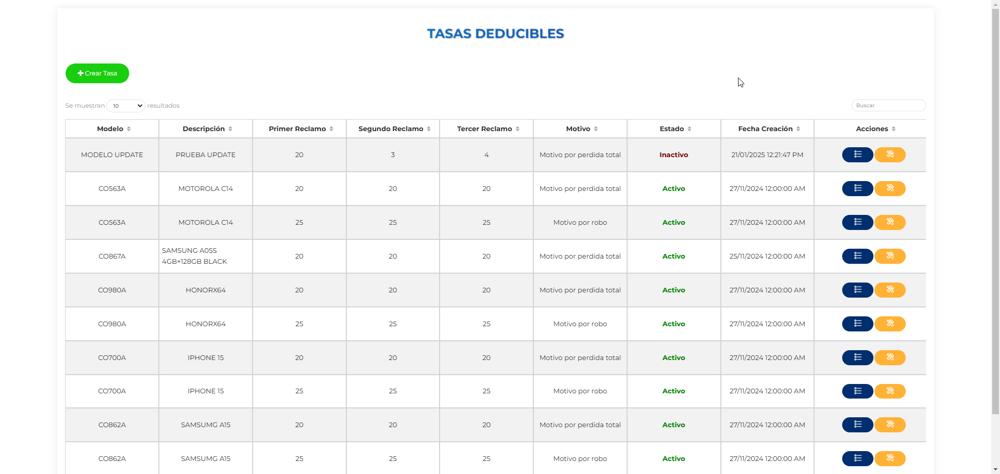 TASAS DEDUCIBLES
Crear Tasa
Se muestran 10 resultados
Buscar
Modelo Descripción Primer Reclamo Segundo Reclamo Tercer Reclamo Motivo Estado Fecha Creación Acciones
MODELO UPDATE PRUEBA UPDATE 20 3 4 Motivo por perdida total Inactivo 21/01/2025 12:21:47 PM
CO563A MOTOROLA C14 20 20 20 Motivo por perdida total Activo 27/11/2024 12:00:00 AM
CO563A MOTOROLA C14 25 25 25 Motivo por robo Activo 27/11/2024 12:00:00 AM
CO867A SAMSUNG A05S 4GB+128GB BLACK 20 20 20 Motivo por perdida total Activo 25/11/2024 12:00:00 AM
CO980A HONORX64 20 20 20 Motivo por perdida total Activo 27/11/2024 12:00:00 AM
CO980A HONORX64 25 25 25 Motivo por robo Activo 27/11/2024 12:00:00 AM
CO700A IPHONE 15 20 20 20 Motivo por perdida total Activo 27/11/2024 12:00:00 AM
CO700A IPHONE 15 25 25 25 Motivo por robo Activo 27/11/2024 12:00:00 AM
CO862A SAMSUMG A15 20 20 20 Motivo por perdida total Activo 27/11/2024 12:00:00 AM
CO862A SAMSUMG A15 25 25 25 Motivo por robo Activo 27/11/2024 12:00:00 AM